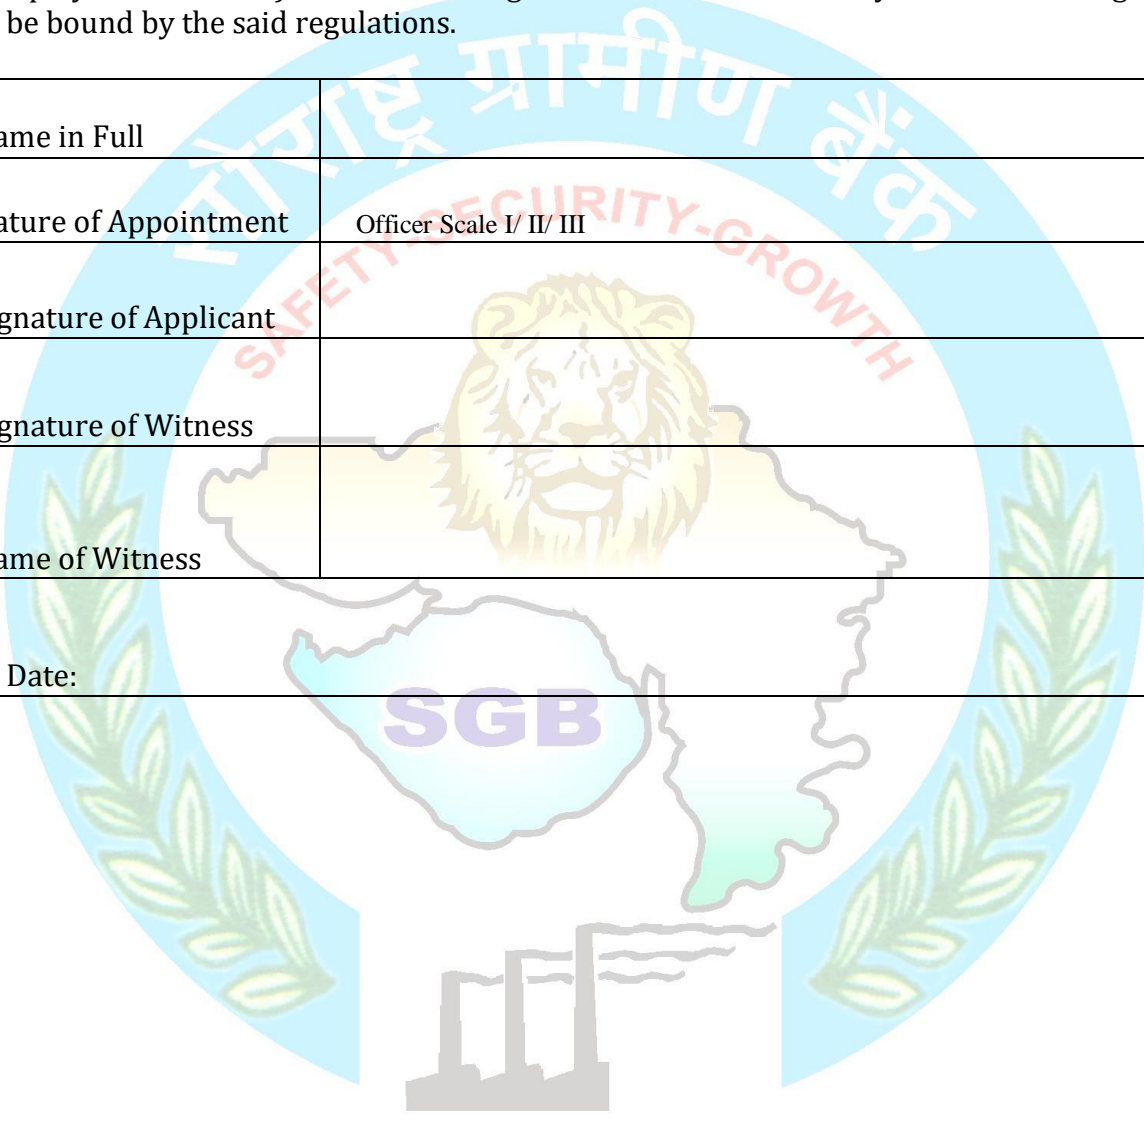 be bound by the said regulations.
ame in Full
ature of Appointment Officer Scale I/ II/ III
gnature of Applicant
gnature of Witness
ame of Witness
Date:
सौराष्ट्र ग्रामीण बैंक
SAFETY-SECURITY-GROWTH
SGB